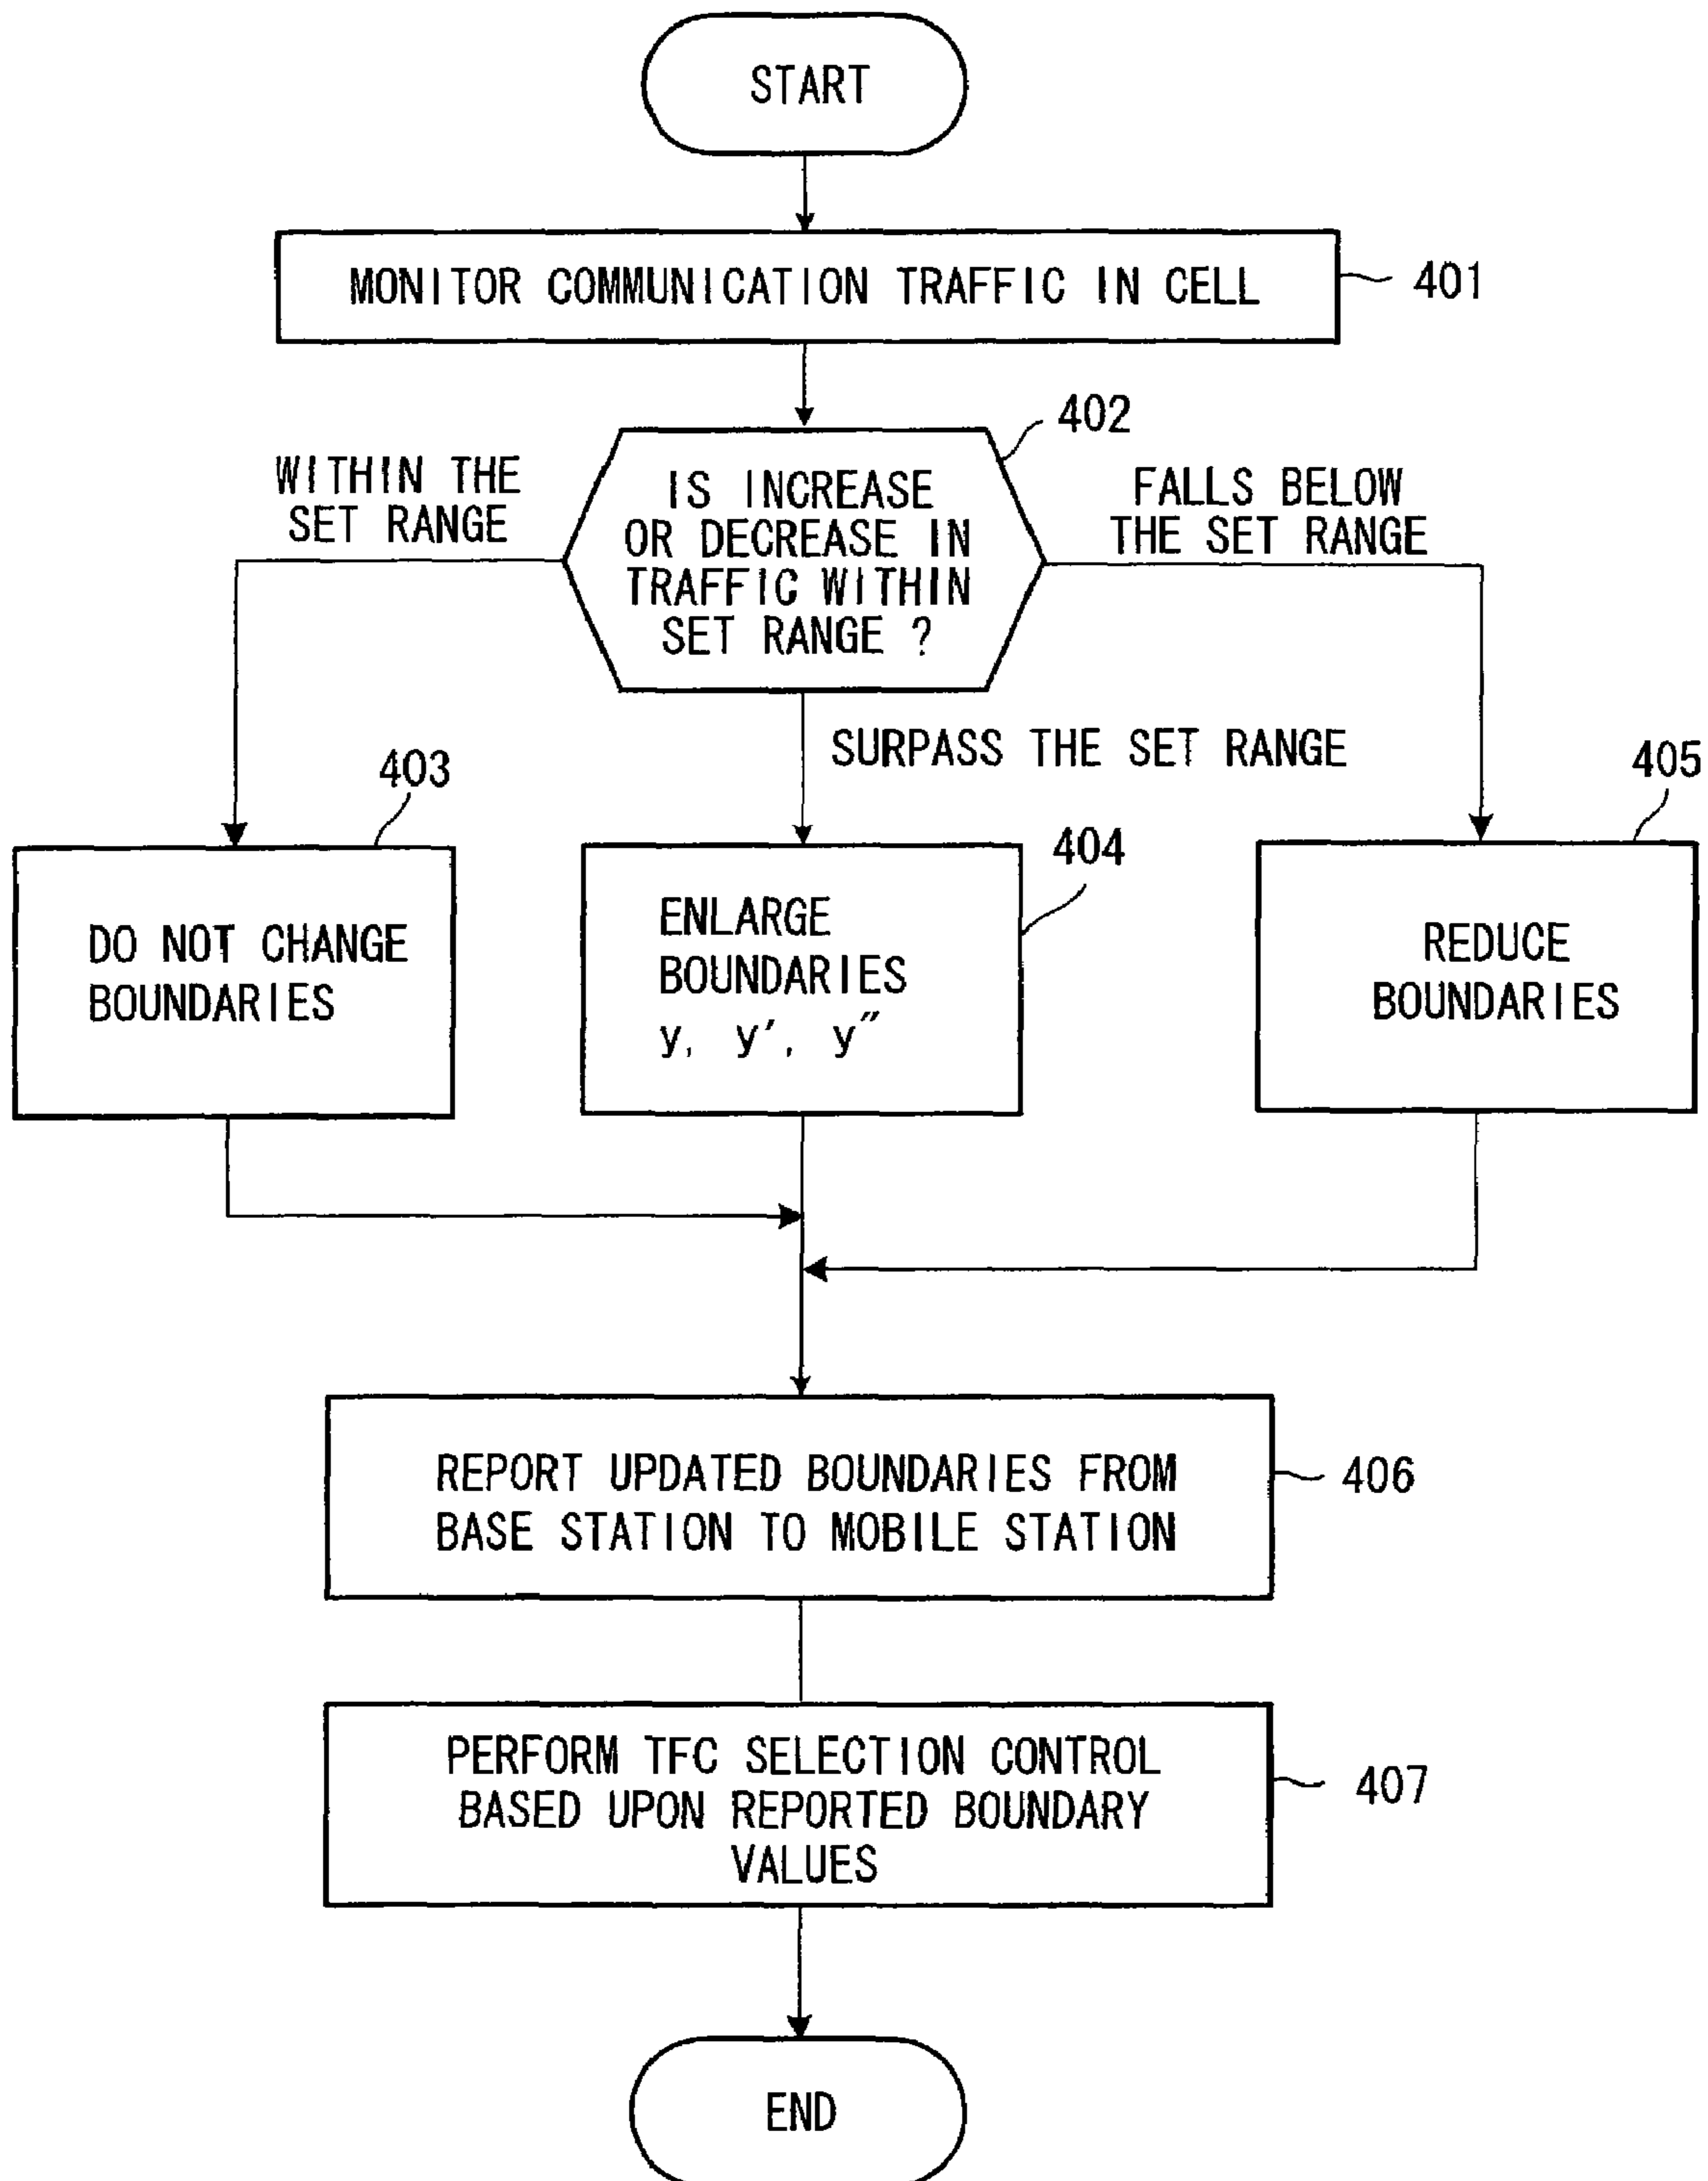 START
MONITOR COMMUNICATION TRAFFIC IN CELL
401
402
WITHIN THE
SET RANGE
IS INCREASE
OR DECREASE IN
TRAFFIC WITHIN
SET RANGE ?
FALLS BELOW
THE SET RANGE
SURPASS THE SET RANGE
403
DO NOT CHANGE
BOUNDARIES
404
ENLARGE
BOUNDARIES
y, y′, y″
405
REDUCE
BOUNDARIES
REPORT UPDATED BOUNDARIES FROM
BASE STATION TO MOBILE STATION
406
PERFORM TFC SELECTION CONTROL
BASED UPON REPORTED BOUNDARY
VALUES
407
END